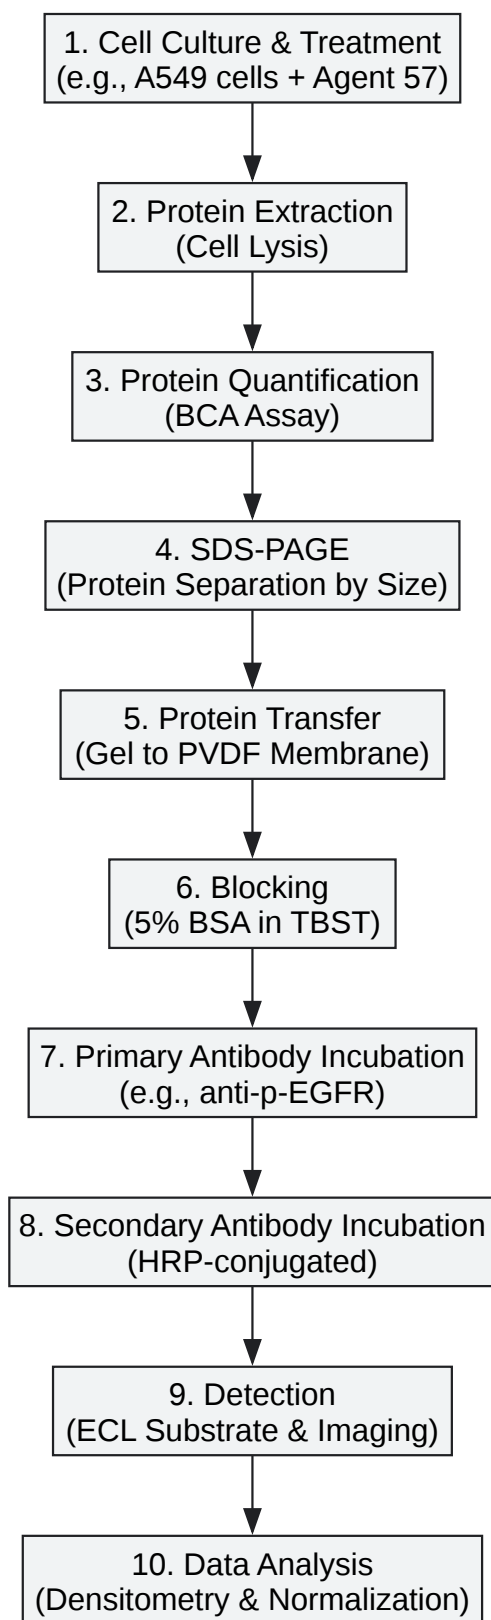 1. Cell Culture & Treatment
(e.g., A549 cells + Agent 57)
2. Protein Extraction
(Cell Lysis)
3. Protein Quantification
(BCA Assay)
4. SDS-PAGE
(Protein Separation by Size)
5. Protein Transfer
(Gel to PVDF Membrane)
6. Blocking
(5% BSA in TBST)
7. Primary Antibody Incubation
(e.g., anti-p-EGFR)
8. Secondary Antibody Incubation
(HRP-conjugated)
9. Detection
(ECL Substrate & Imaging)
10. Data Analysis
(Densitometry & Normalization)